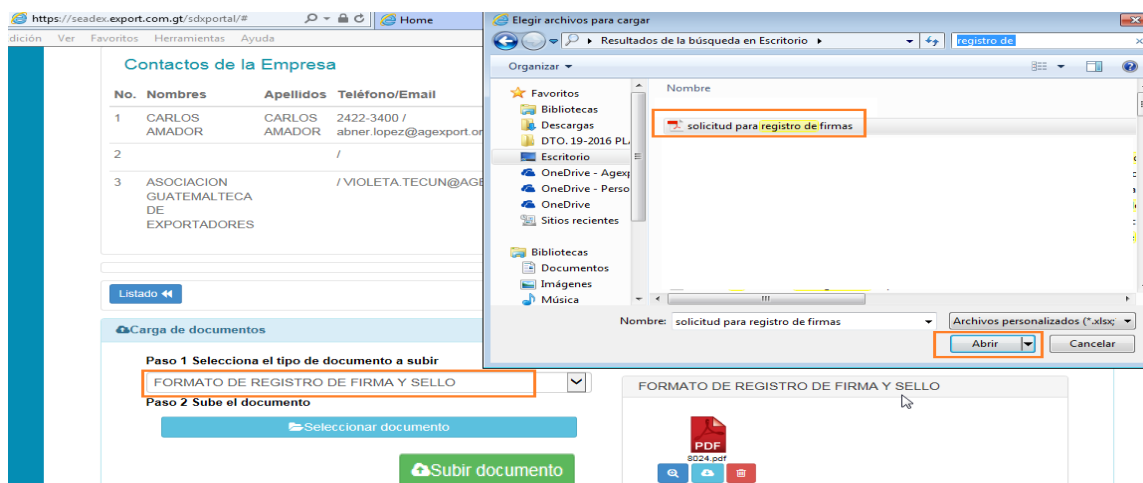 https://seadex.export.com.gt/sdxportal/#
Home
dición Ver Favoritos Herramientas Ayuda
Contactos de la Empresa
No. Nombres Apellidos Teléfono/Email
1 CARLOS AMADOR CARLOS AMADOR 2422-3400 / abner.lopez@agexport.or
2 /
3 ASOCIACION GUATEMALTECA DE EXPORTADORES / VIOLETA.TECUN@AGE
Listado
Carga de documentos
Paso 1 Selecciona el tipo de documento a subir
FORMATO DE REGISTRO DE FIRMA Y SELLO
Paso 2 Sube el documento
Seleccionar documento
Subir documento
Elegir archivos para cargar
Resultados de la búsqueda en Escritorio
registro de
Organizar
Favoritos
Bibliotecas
Descargas
DTO. 19-2016 PL
Escritorio
OneDrive - Agexp
OneDrive - Perso
OneDrive
Sitios recientes
Bibliotecas
Documentos
Imágenes
Música
Nombre
solicitud para registro de firmas
Nombre: solicitud para registro de firmas
Archivos personalizados (*.xlsx;
Abrir
Cancelar
FORMATO DE REGISTRO DE FIRMA Y SELLO
PDF
8024.pdf